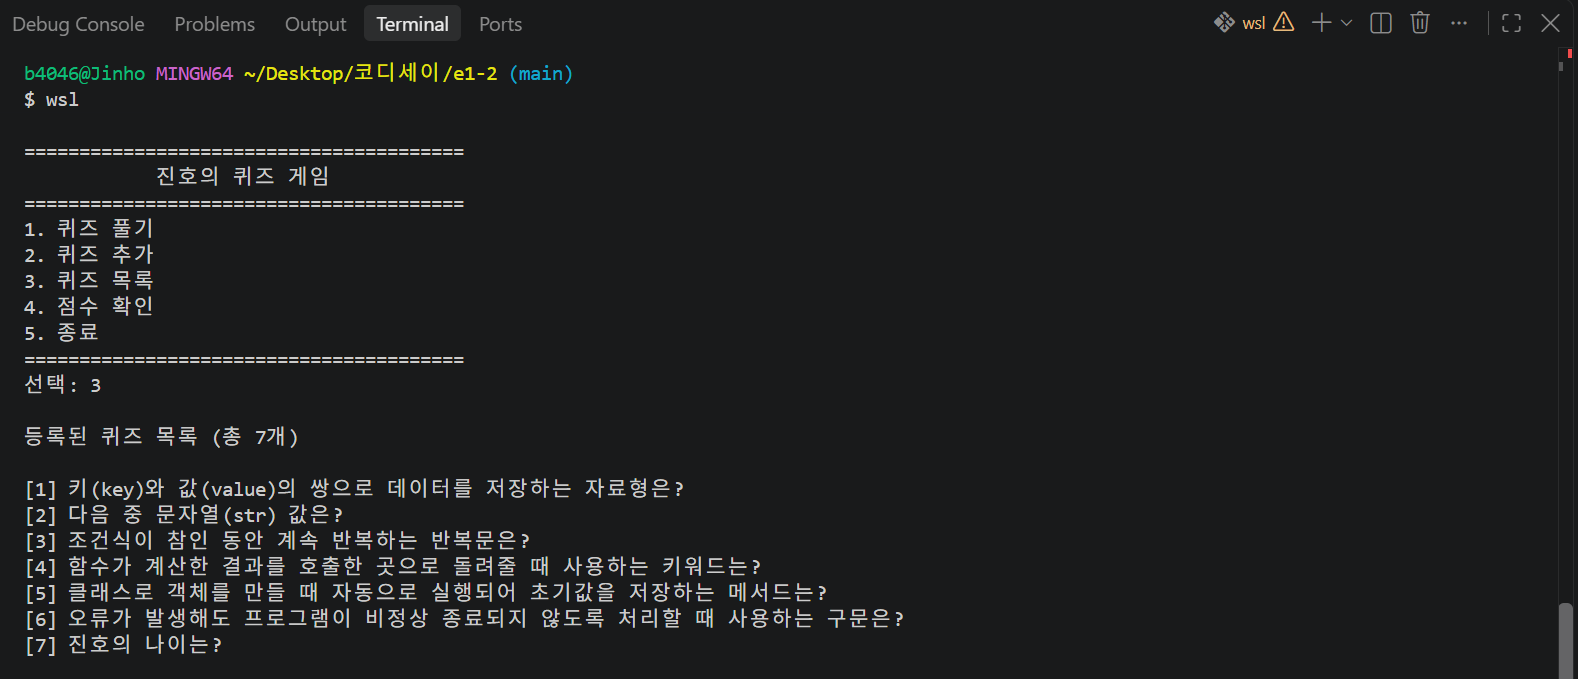 Debug Console Problems Output Terminal Ports wsl
b4046@Jinho MINGW64 ~/Desktop/코디세이/e1-2 (main)
$ wsl
========================================
진호의 퀴즈 게임
========================================
1. 퀴즈 풀기
2. 퀴즈 추가
3. 퀴즈 목록
4. 점수 확인
5. 종료
========================================
선택: 3
등록된 퀴즈 목록 (총 7개)
[1] 키(key)와 값(value)의 쌍으로 데이터를 저장하는 자료형은?
[2] 다음 중 문자열(str) 값은?
[3] 조건식이 참인 동안 계속 반복하는 반복문은?
[4] 함수가 계산한 결과를 호출한 곳으로 돌려줄 때 사용하는 키워드는?
[5] 클래스로 객체를 만들 때 자동으로 실행되어 초기값을 저장하는 메서드는?
[6] 오류가 발생해도 프로그램이 비정상 종료되지 않도록 처리할 때 사용하는 구문은?
[7] 진호의 나이는?